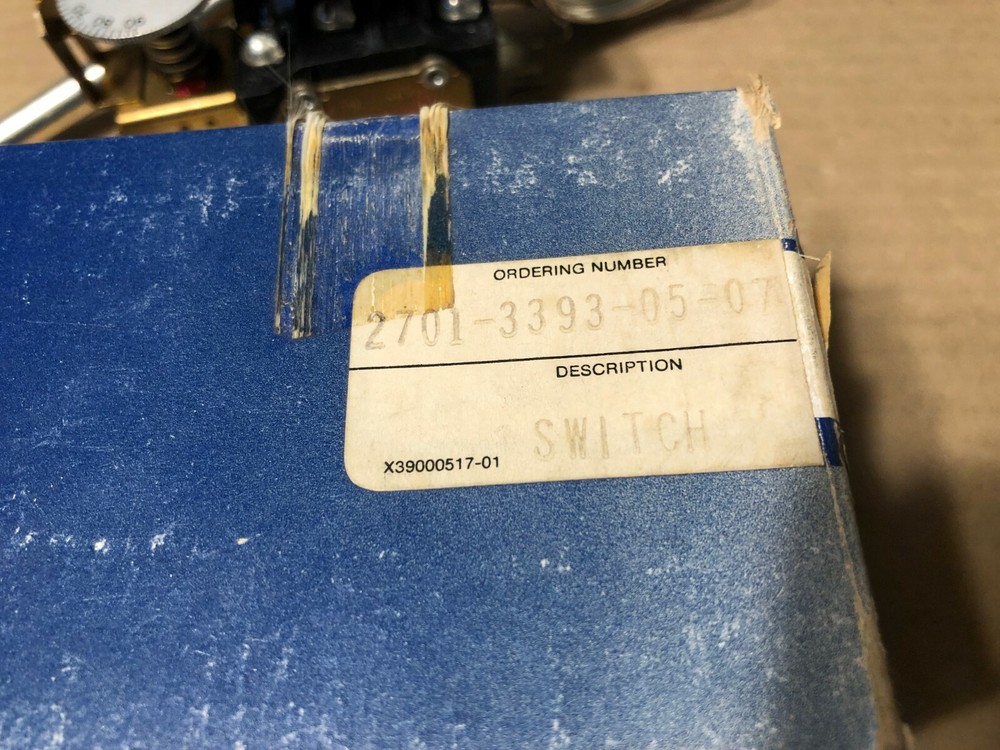 ORDERING NUMBER
2701-3393-05-07
DESCRIPTION
SWITCH
X39000517-01